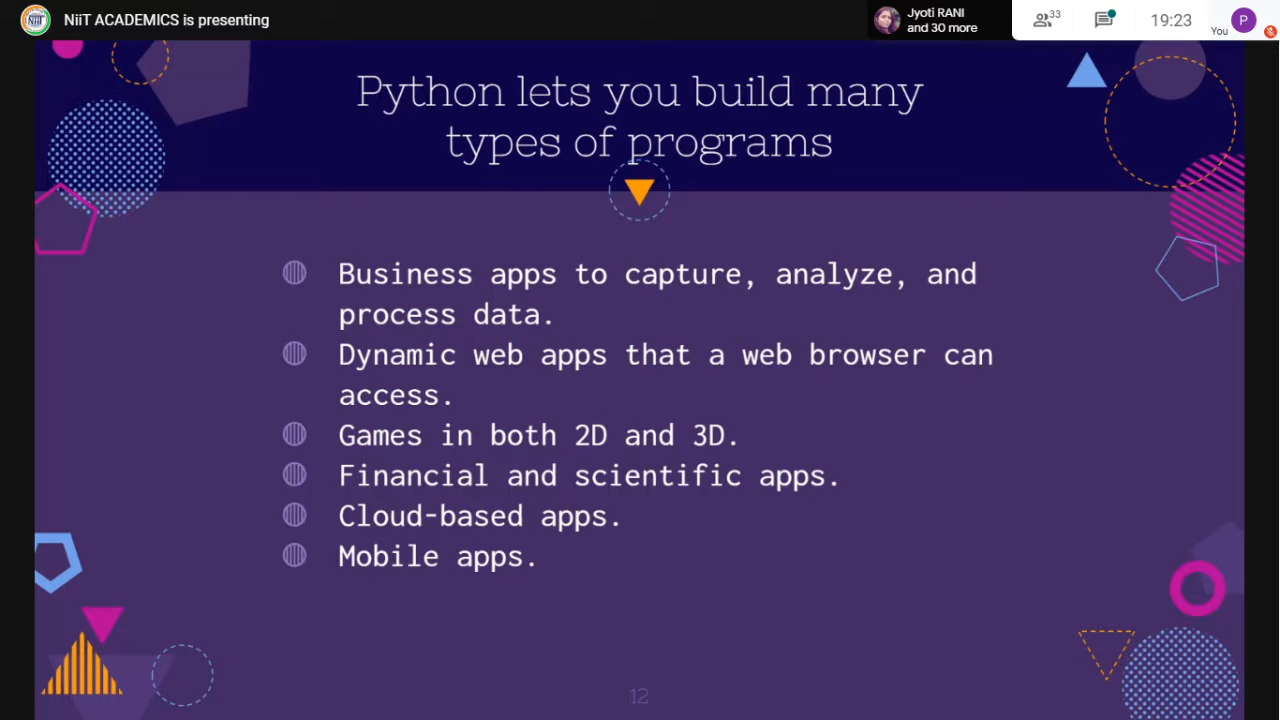 NiiT ACADEMICS is presenting
Jyoti RANI
and 30 more
33
19:23
You
P
Python lets you build many
types of programs
Business apps to capture, analyze, and
process data.
Dynamic web apps that a web browser can
access.
Games in both 2D and 3D.
Financial and scientific apps.
Cloud-based apps.
Mobile apps.
12